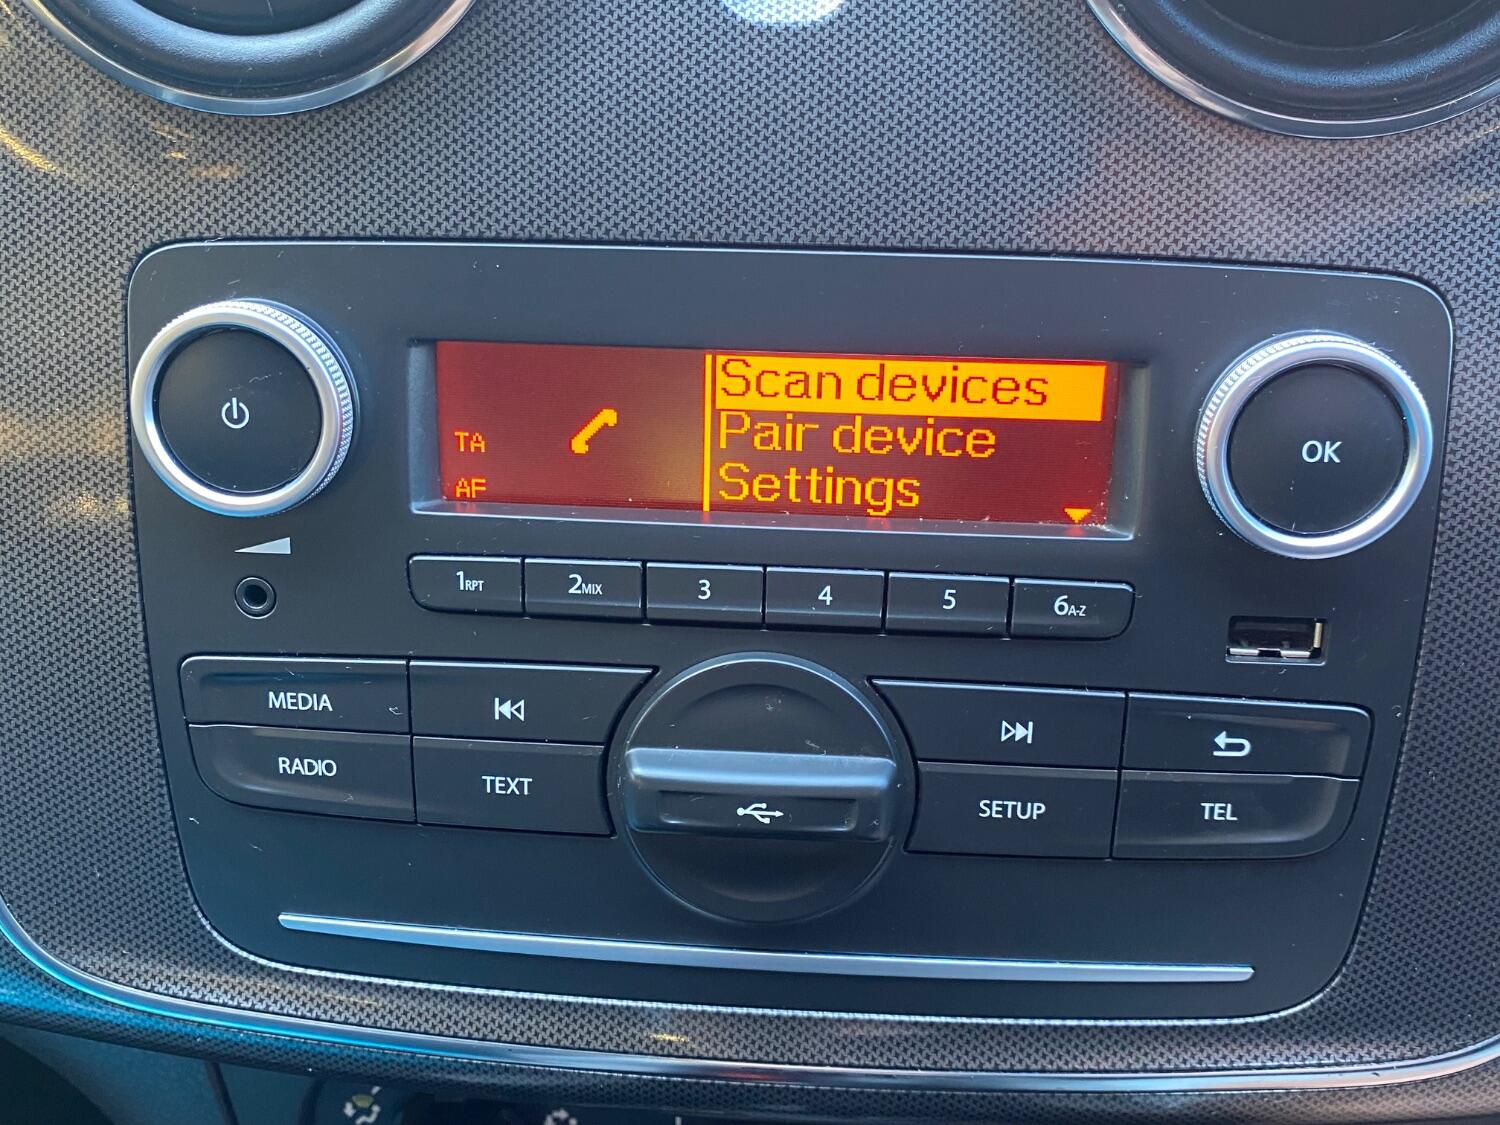 Scan devices
Pair device
Settings
TA
AF
OK
1RPT
2MIX
3
4
5
6A-Z
MEDIA
RADIO
TEXT
SETUP
TEL